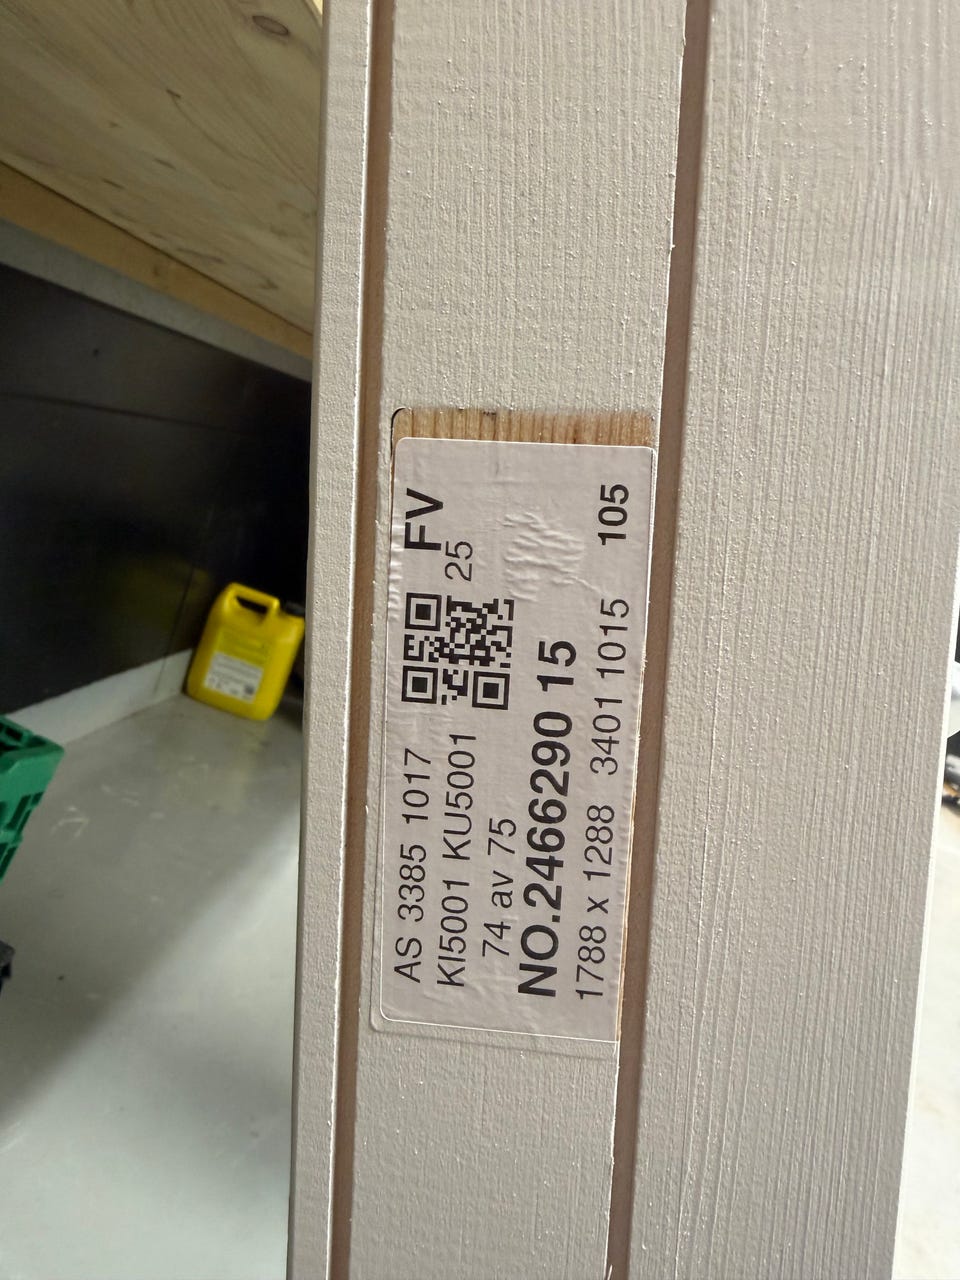 AS 3385 1017 FV
KI5001 KU5001 25
74 av 75
NO.2466290 15
1788 x 1288 3401 1015 105